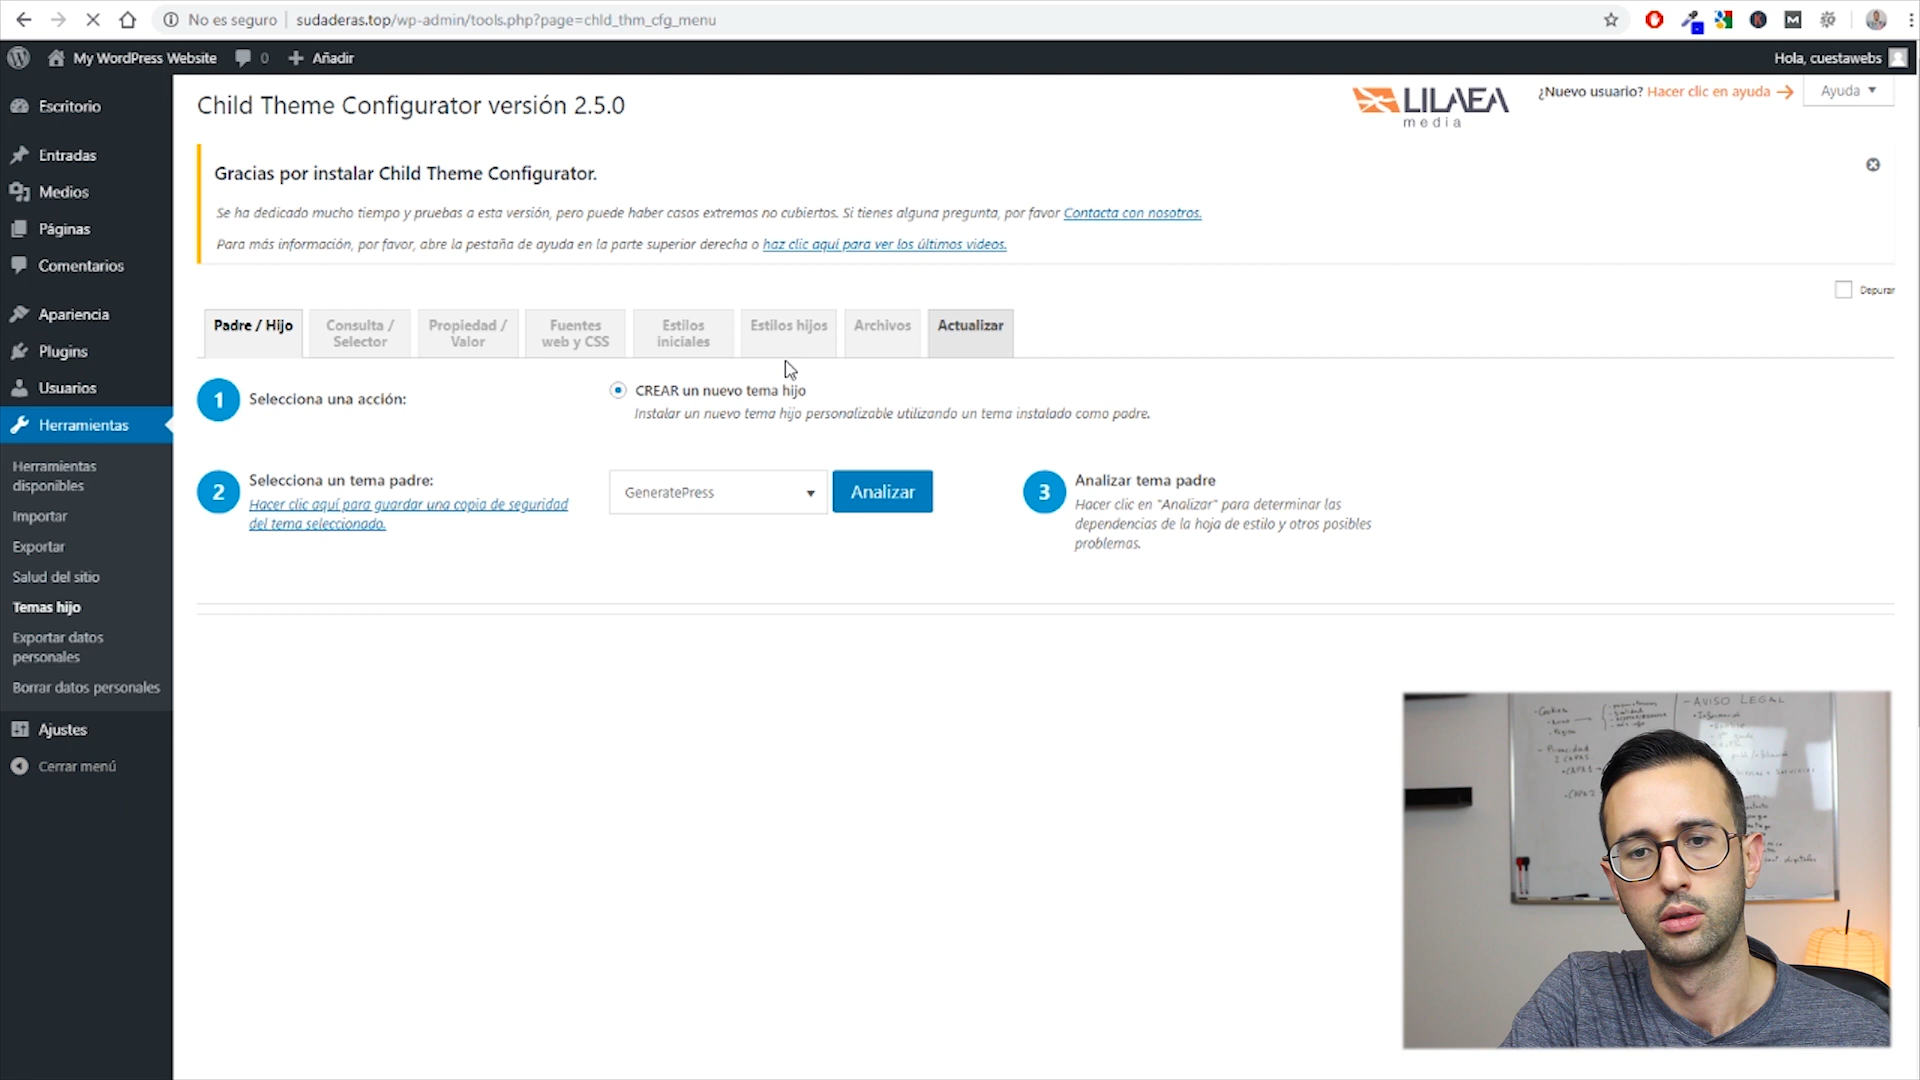 No es seguro
sudaderas.top/wp-admin/tools.php?page=chld_thm_cfg_menu
My WordPress Website
0
Añadir
Hola, cuestawebs
Escritorio
Entradas
Medios
Páginas
Comentarios
Apariencia
Plugins
Usuarios
Herramientas
Herramientas
disponibles
Importar
Exportar
Salud del sitio
Temas hijo
Exportar datos
personales
Borrar datos personales
Ajustes
Cerrar menú
Child Theme Configurator versión 2.5.0
LILAEA
media
¿Nuevo usuario? Hacer clic en ayuda
Ayuda
Gracias por instalar Child Theme Configurator.
Se ha dedicado mucho tiempo y pruebas a esta versión, pero puede haber casos extremos no cubiertos. Si tienes alguna pregunta, por favor Contacta con nosotros.
Para más información, por favor, abre la pestaña de ayuda en la parte superior derecha o haz clic aquí para ver los últimos videos.
Depurar
Padre / Hijo
Consulta /
Selector
Propiedad /
Valor
Fuentes
web y CSS
Estilos
iniciales
Estilos hijos
Archivos
Actualizar
1
Selecciona una acción:
CREAR un nuevo tema hijo
Instalar un nuevo tema hijo personalizable utilizando un tema instalado como padre.
2
Selecciona un tema padre:
Hacer clic aquí para guardar una copia de seguridad
del tema seleccionado.
GeneratePress
Analizar
3
Analizar tema padre
Hacer clic en "Analizar" para determinar las
dependencias de la hoja de estilo y otros posibles
problemas.
- AVISO LEGAL
- Cookies
- Privacidad
2 CAPAS